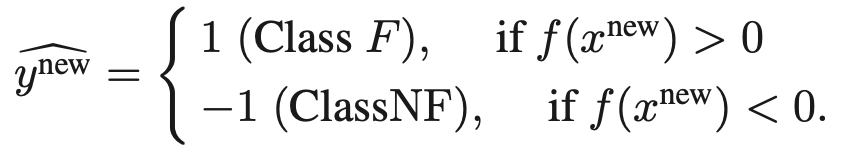 1 (Class F), if f(x^new) > 0
ŷ^new = {
−1 (ClassNF), if f(x^new) < 0.